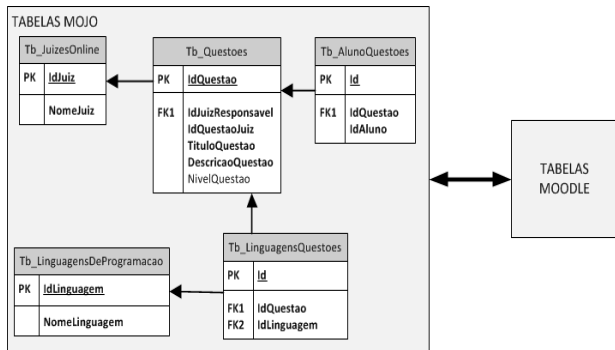 TABELAS MOJO
Tb_JuizesOnline
PK IdJuiz
NomeJuiz
Tb_Questoes
PK IdQuestao
FK1 IdJuizResponsavel
IdQuestaoJuiz
TituloQuestao
DescricaoQuestao
NivelQuestao
Tb_AlunoQuestoes
PK Id
FK1 IdQuestao
IdAluno
TABELAS
MOODLE
Tb_LinguagensDeProgramacao
PK IdLinguagem
NomeLinguagem
Tb_LinguagensQuestoes
PK Id
FK1 IdQuestao
FK2 IdLinguagem